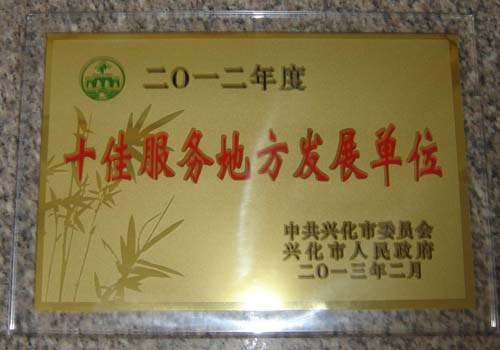 二〇一二年度
十佳服务地方发展单位
中共兴化市委员会
兴化市人民政府
二〇一三年二月